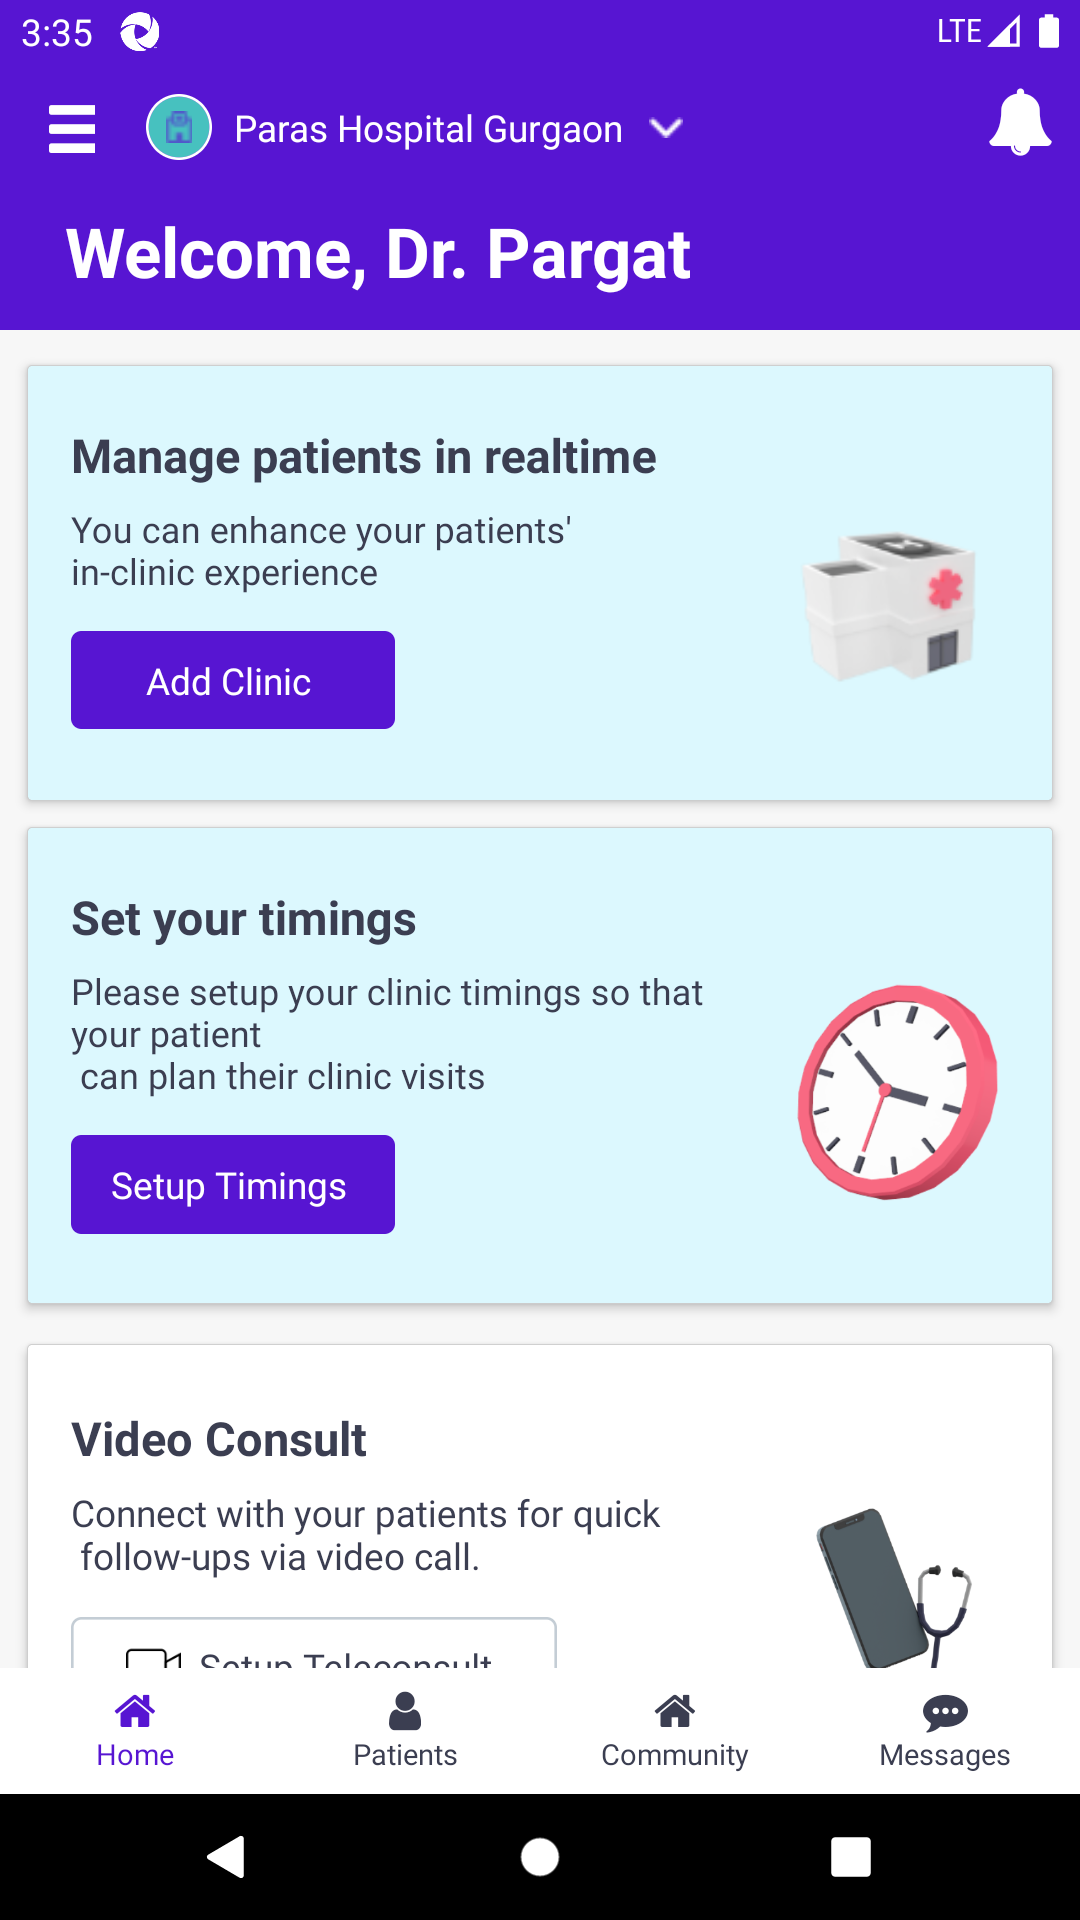 3:35
LTE
Paras Hospital Gurgaon
Welcome, Dr. Pargat
Manage patients in realtime
You can enhance your patients'
in-clinic experience
Add Clinic
Set your timings
Please setup your clinic timings so that
your patient
can plan their clinic visits
Setup Timings
Video Consult
Connect with your patients for quick
follow-ups via video call.
Setup Teleconsult
Home
Patients
Community
Messages